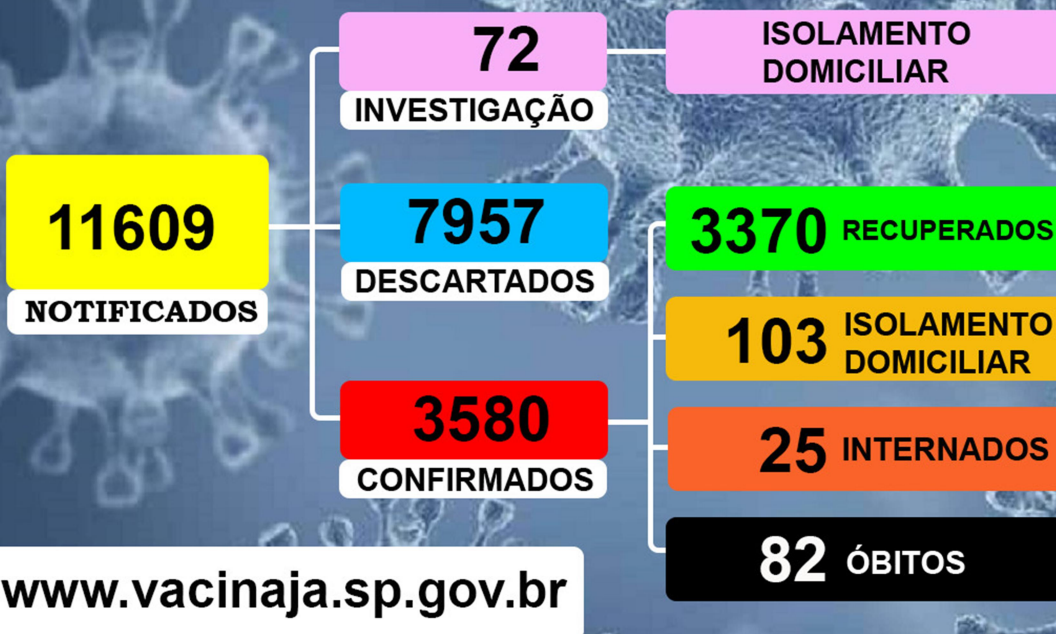 72
INVESTIGAÇÃO
ISOLAMENTO
DOMICILIAR
11609
NOTIFICADOS
7957
DESCARTADOS
3580
CONFIRMADOS
3370 RECUPERADOS
103 ISOLAMENTO
DOMICILIAR
25 INTERNADOS
82 ÓBITOS
www.vacinaja.sp.gov.br